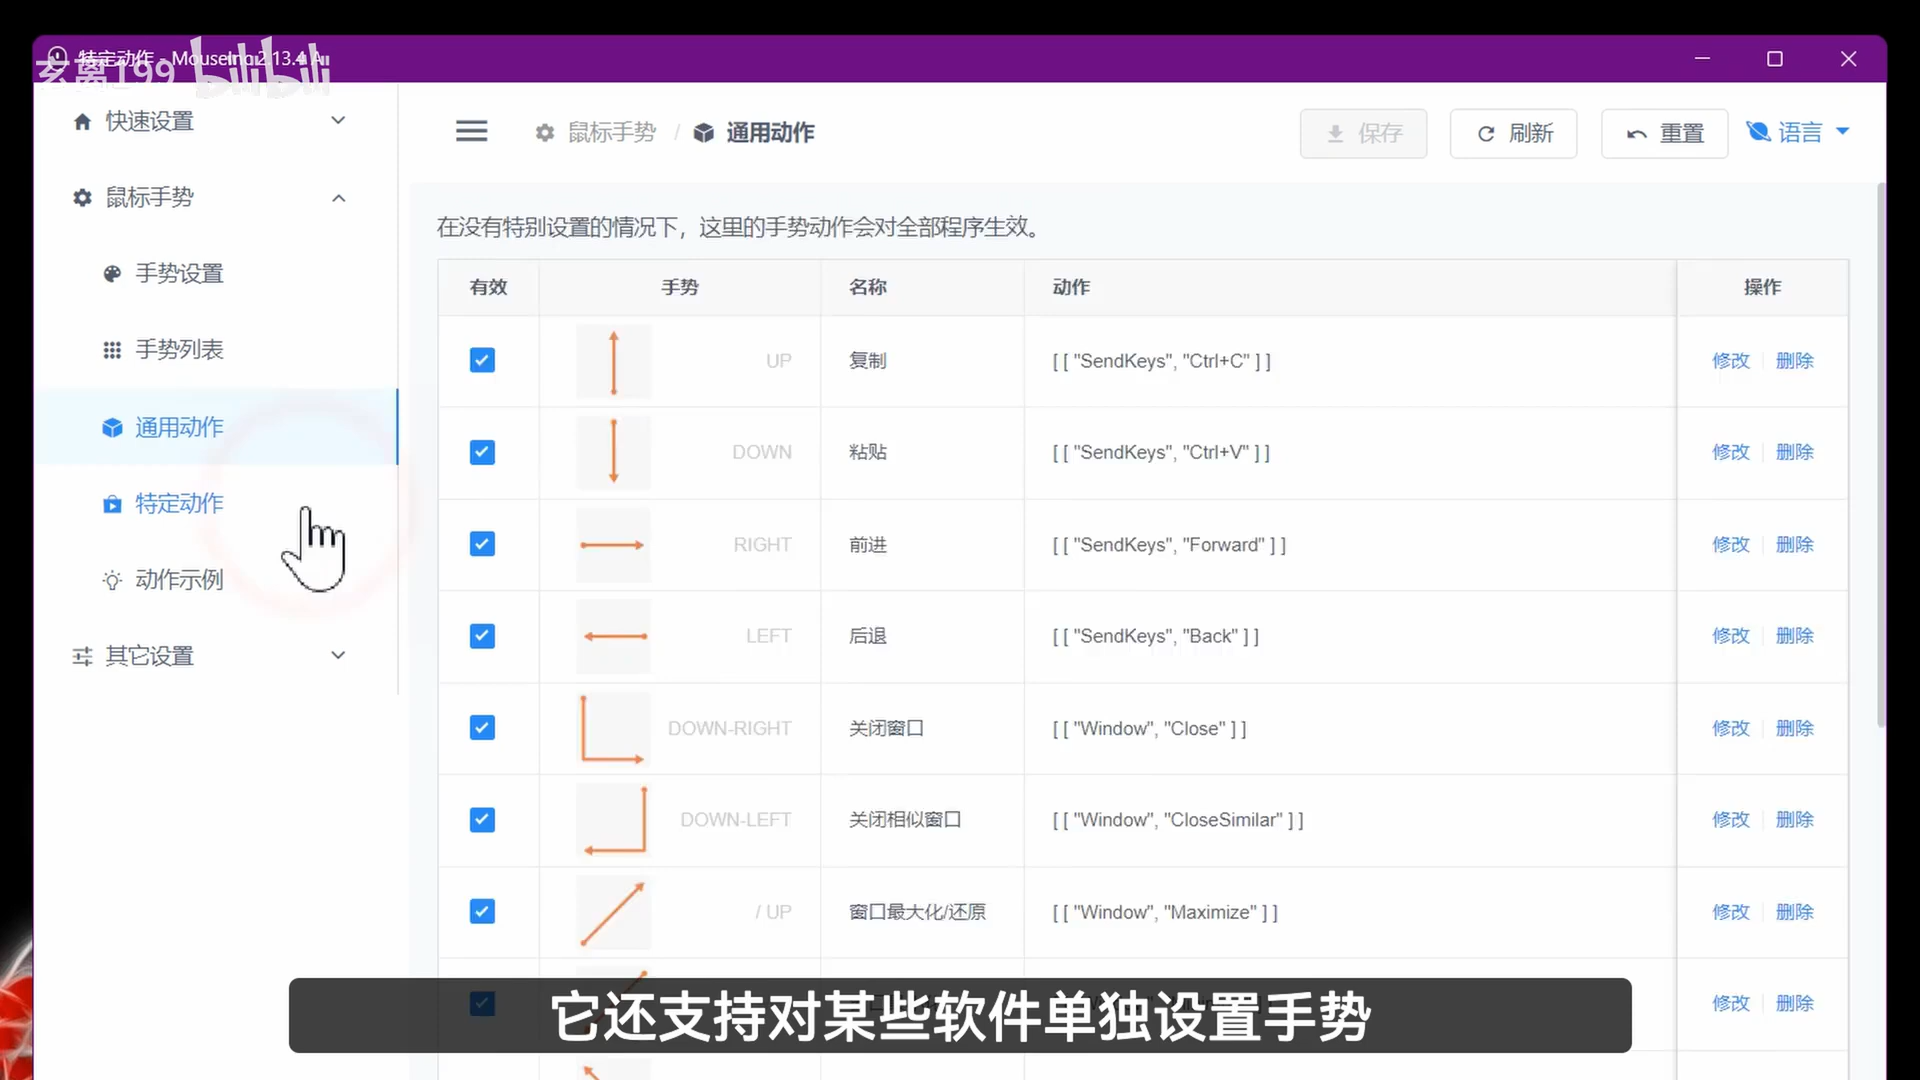 特定动作 - MouseInc 2.13.4 A
玄离199 bilibili
快速设置
鼠标手势
手势设置
手势列表
通用动作
特定动作
动作示例
其它设置
鼠标手势 / 通用动作
保存
刷新
重置
语言
在没有特别设置的情况下，这里的手势动作会对全部程序生效。
有效 手势 名称 动作 操作
UP 复制 [ [ "SendKeys", "Ctrl+C" ] ] 修改 删除
DOWN 粘贴 [ [ "SendKeys", "Ctrl+V" ] ] 修改 删除
RIGHT 前进 [ [ "SendKeys", "Forward" ] ] 修改 删除
LEFT 后退 [ [ "SendKeys", "Back" ] ] 修改 删除
DOWN-RIGHT 关闭窗口 [ [ "Window", "Close" ] ] 修改 删除
DOWN-LEFT 关闭相似窗口 [ [ "Window", "CloseSimilar" ] ] 修改 删除
/ UP 窗口最大化/还原 [ [ "Window", "Maximize" ] ] 修改 删除
修改 删除
它还支持对某些软件单独设置手势